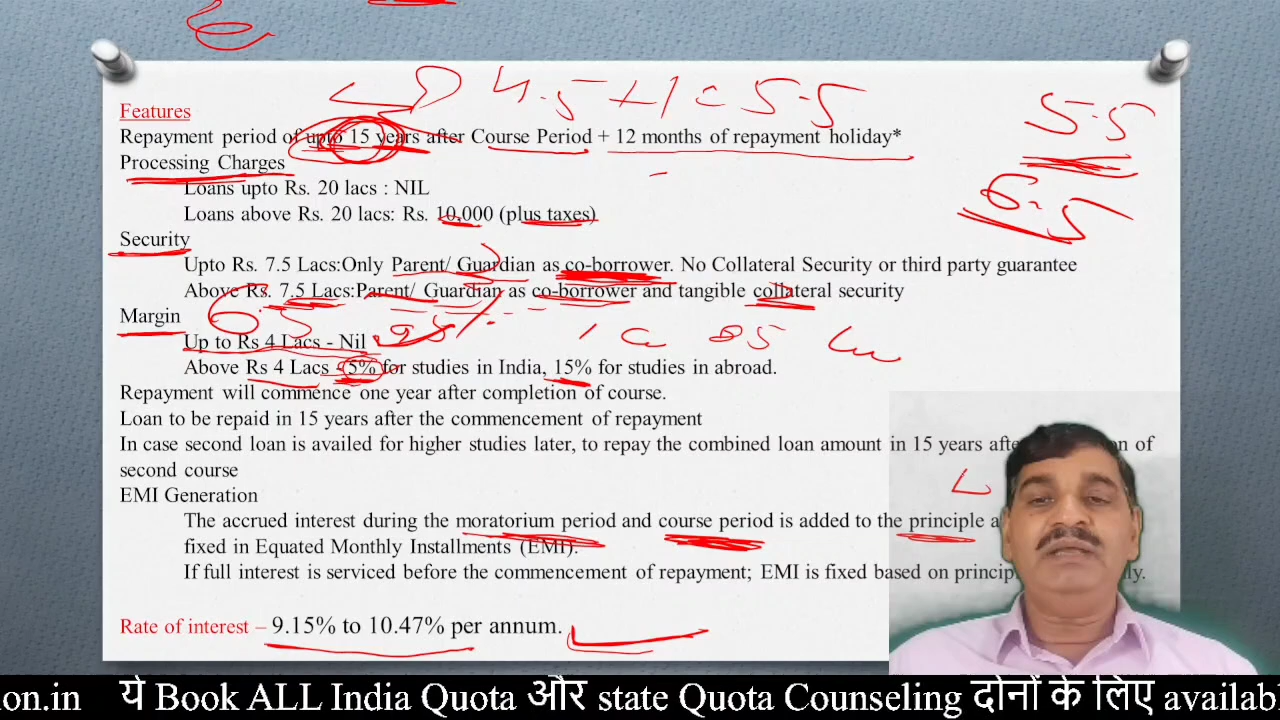 4.5 + 1 = 5.5
5.5
Features
Repayment period of upto 15 years after Course Period + 12 months of repayment holiday*
Processing Charges
Loans upto Rs. 20 lacs : NIL
6.5
Loans above Rs. 20 lacs: Rs. 10,000 (plus taxes)
Security
Upto Rs. 7.5 Lacs:Only Parent/ Guardian as co-borrower. No Collateral Security or third party guarantee
Above Rs. 7.5 Lacs:Parent/ Guardian as co-borrower and tangible collateral security
Margin
Up to Rs 4 Lacs - Nil
Above Rs 4 Lacs - 5% for studies in India, 15% for studies in abroad.
Repayment will commence one year after completion of course.
Loan to be repaid in 15 years after the commencement of repayment
In case second loan is availed for higher studies later, to repay the combined loan amount in 15 years of
second course
EMI Generation
The accrued interest during the moratorium period and course period is added to the principle
fixed in Equated Monthly Installments (EMI).
If full interest is serviced before the commencement of repayment; EMI is fixed based on
Rate of interest – 9.15% to 10.47% per annum.
on.in ये Book ALL India Quota और state Quota Counseling दोनों के लिए availabl